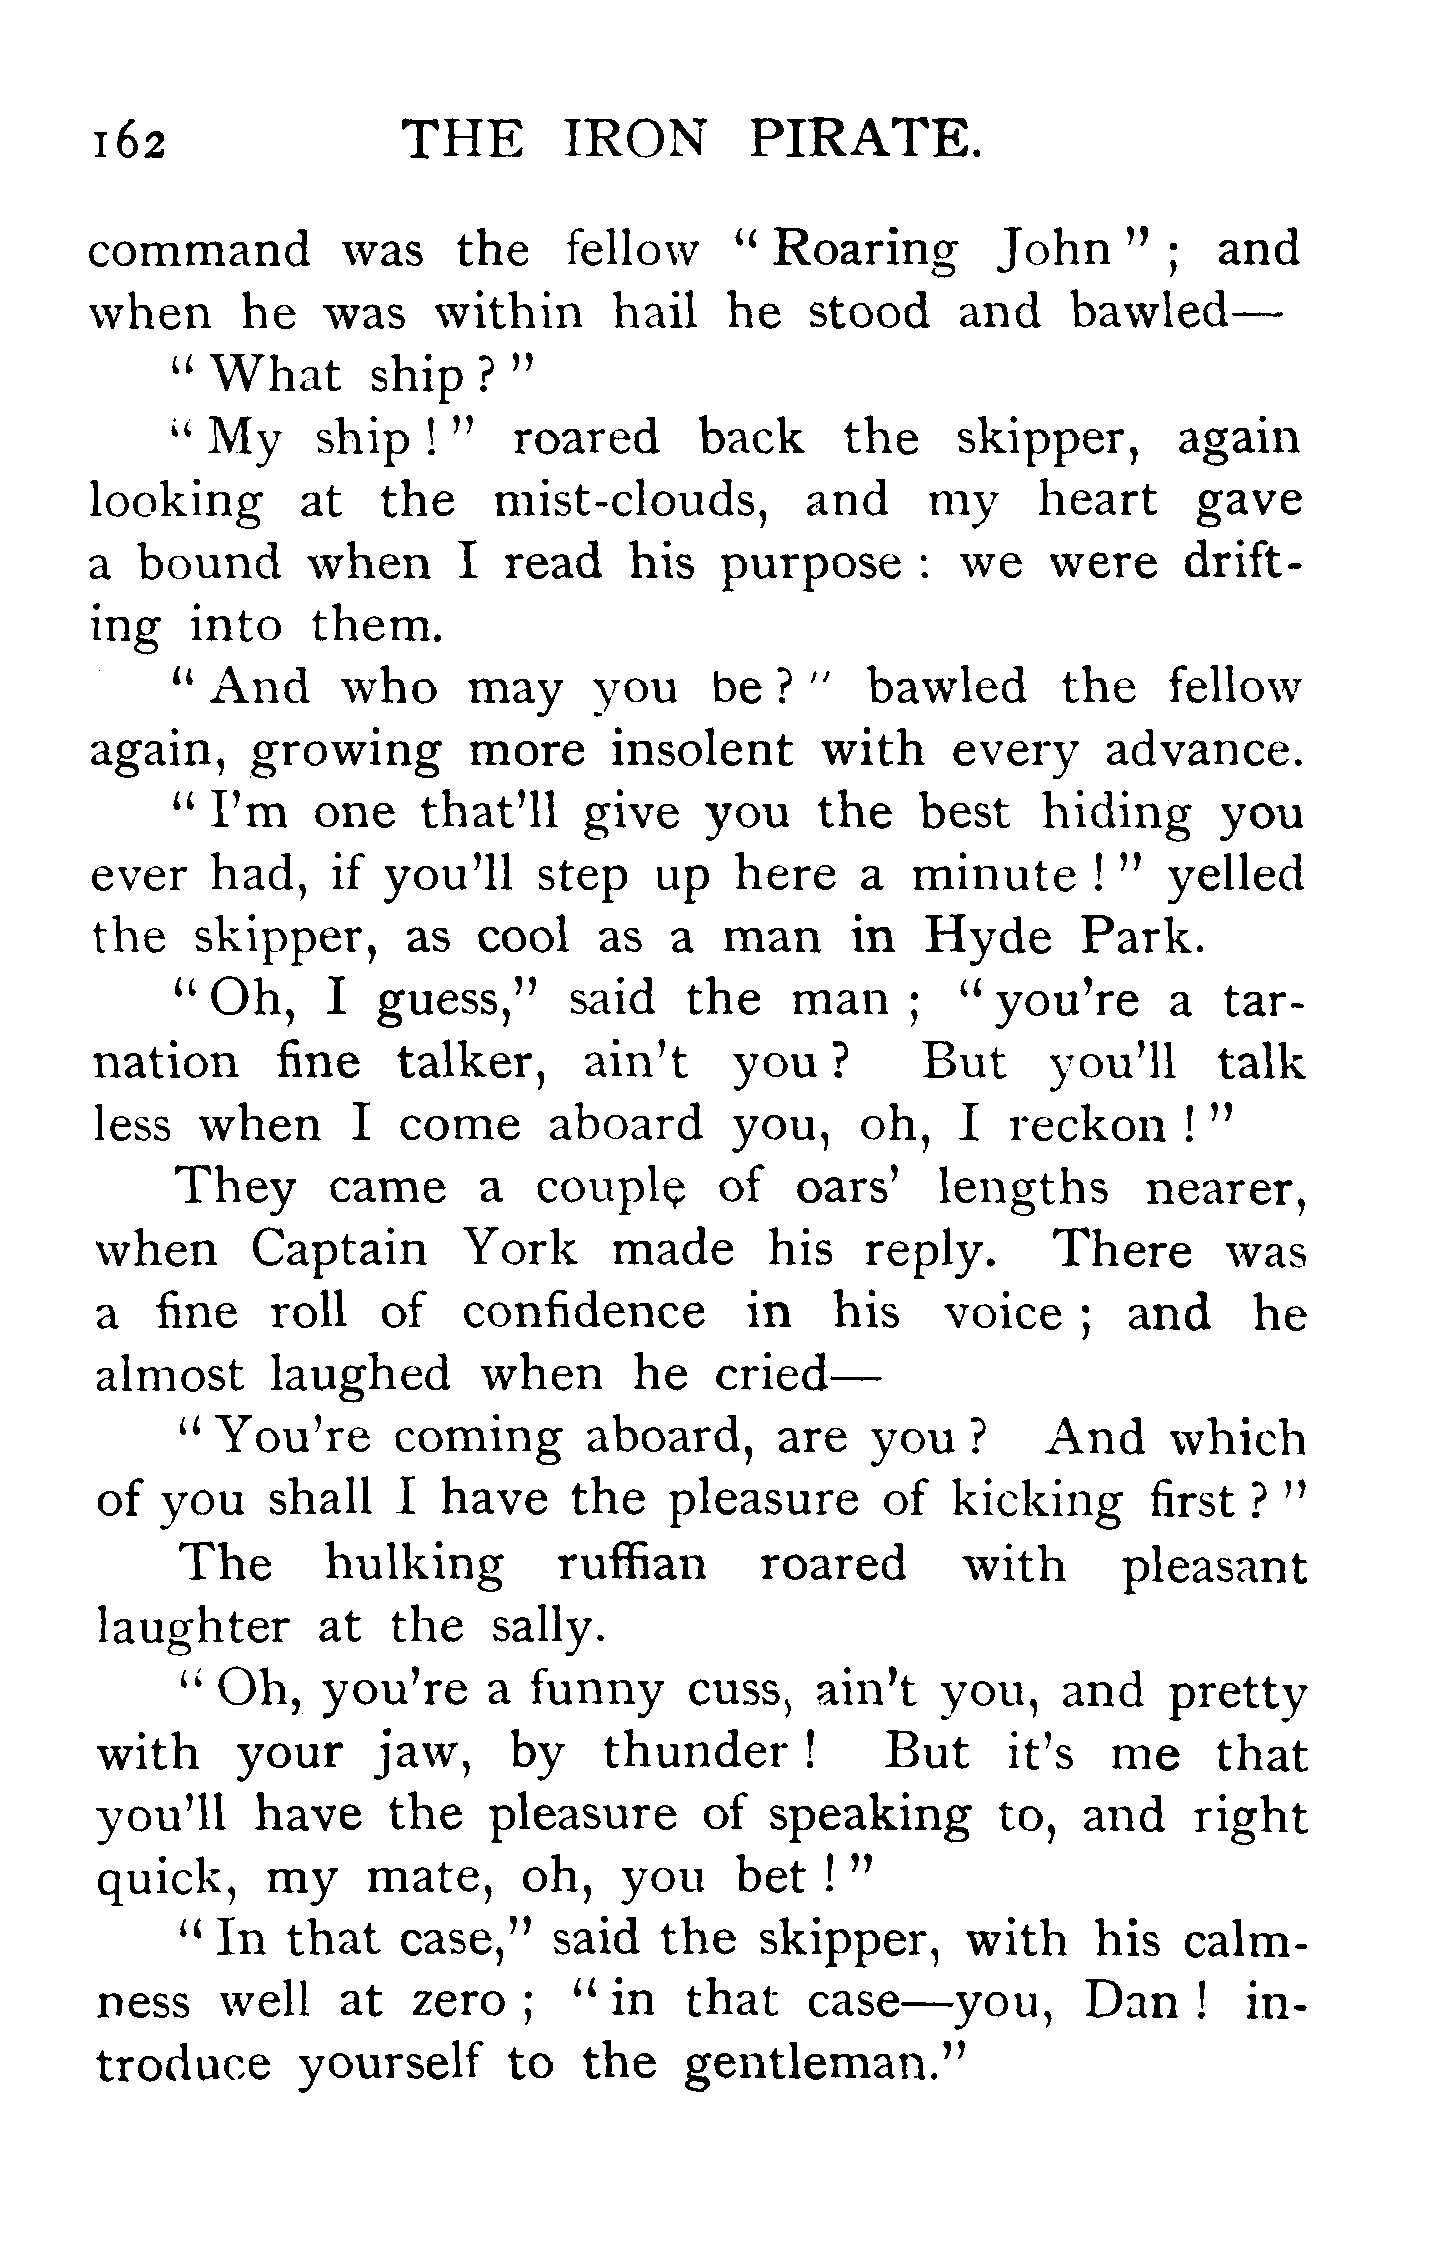 162 THE IRON PIRATE.
command was the fellow “ Roaring John ” ; and
when he was within hail he stood and bawled—
“ What ship ? ”
“ My ship ! ” roared back the skipper, again
looking at the mist-clouds, and my heart gave
a bound when I read his purpose : we were drift-
ing into them.
“ And who may you be ? ” bawled the fellow
again, growing more insolent with every advance.
“ I’m one that’ll give you the best hiding you
ever had, if you’ll step up here a minute ! ” yelled
the skipper, as cool as a man in Hyde Park.
“ Oh, I guess,” said the man ; “ you’re a tar-
nation fine talker, ain’t you ? But you’ll talk
less when I come aboard you, oh, I reckon ! ”
They came a couple of oars’ lengths nearer,
when Captain York made his reply. There was
a fine roll of confidence in his voice ; and he
almost laughed when he cried—
“ You’re coming aboard, are you ? And which
of you shall I have the pleasure of kicking first ? ”
The hulking ruffian roared with pleasant
laughter at the sally.
“ Oh, you’re a funny cuss, ain’t you, and pretty
with your jaw, by thunder ! But it’s me that
you’ll have the pleasure of speaking to, and right
quick, my mate, oh, you bet ! ”
“ In that case,” said the skipper, with his calm-
ness well at zero ; “ in that case—you, Dan ! in-
troduce yourself to the gentleman.”